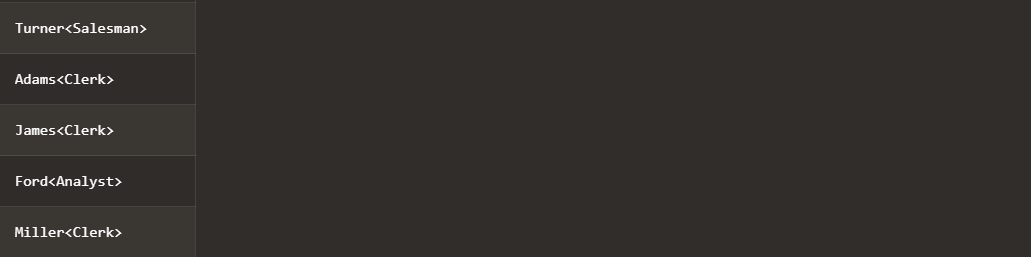 Turner<Salesman>
Adams<Clerk>
James<Clerk>
Ford<Analyst>
Miller<Clerk>